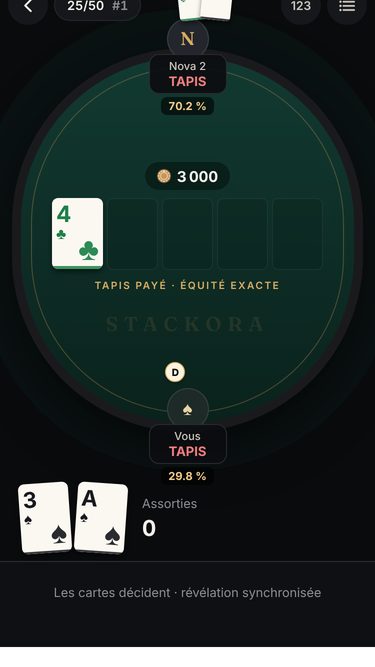 25/50 #1
123
N
Nova 2
TAPIS
70.2 %
3 000
4
TAPIS PAYÉ · ÉQUITÉ EXACTE
STACKORA
D
Vous
TAPIS
29.8 %
3
A
Assorties
0
Les cartes décident · révélation synchronisée